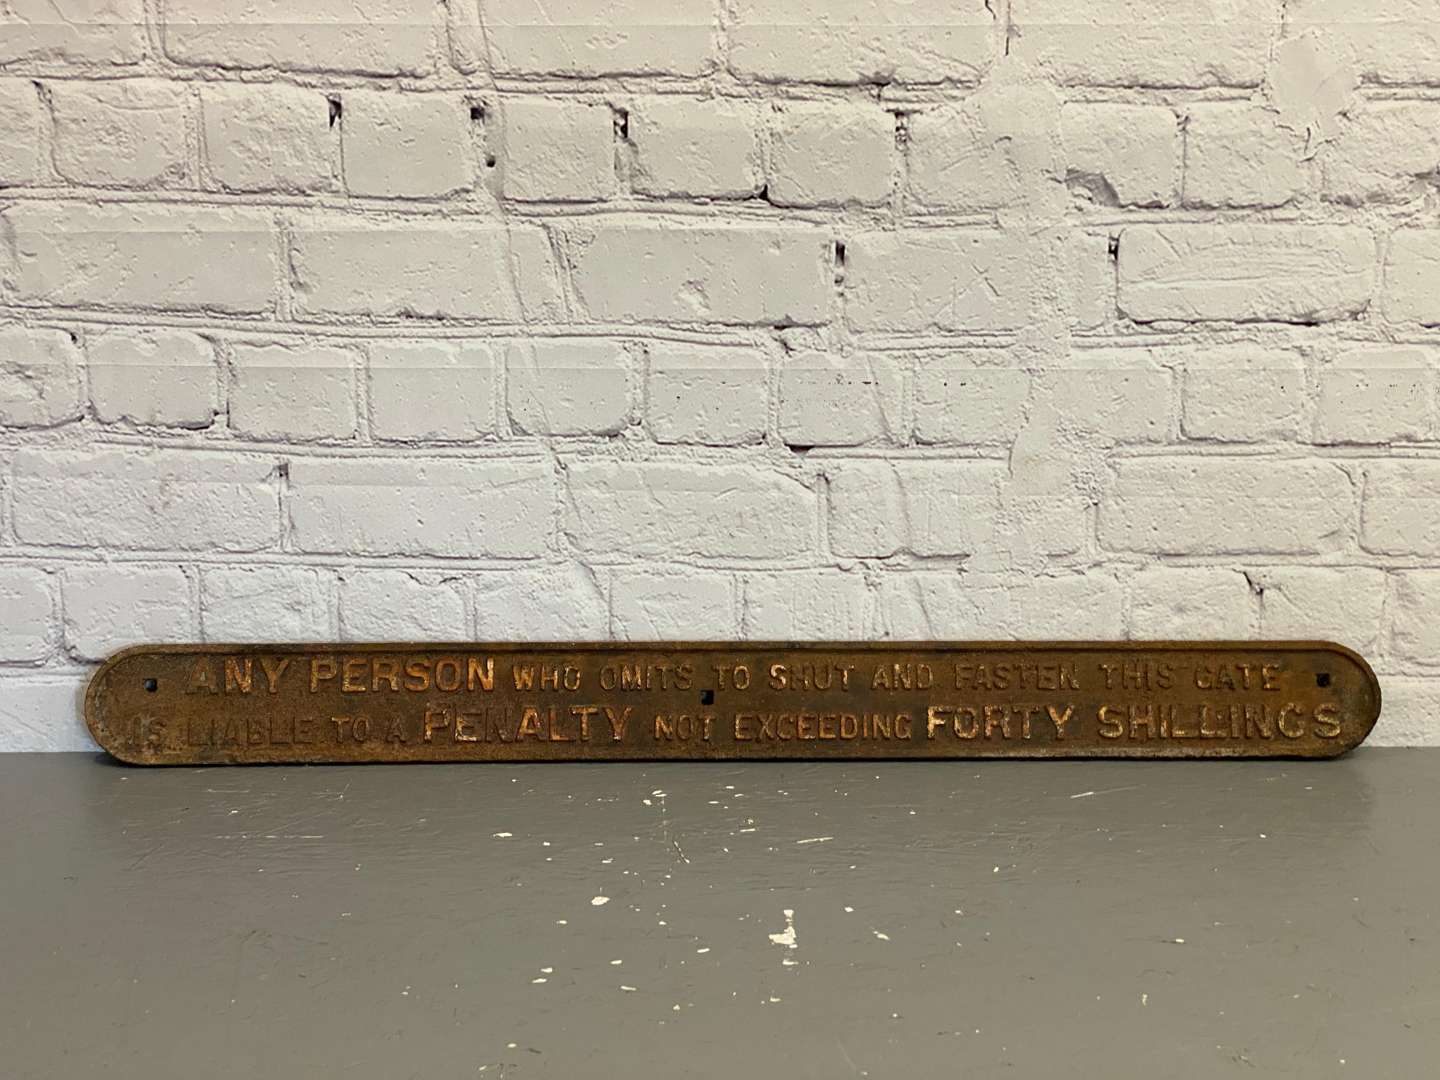 ANY PERSON WHO OMITS TO SHUT AND FASTEN THIS GATE
IS LIABLE TO A PENALTY NOT EXCEEDING FORTY SHILLINGS